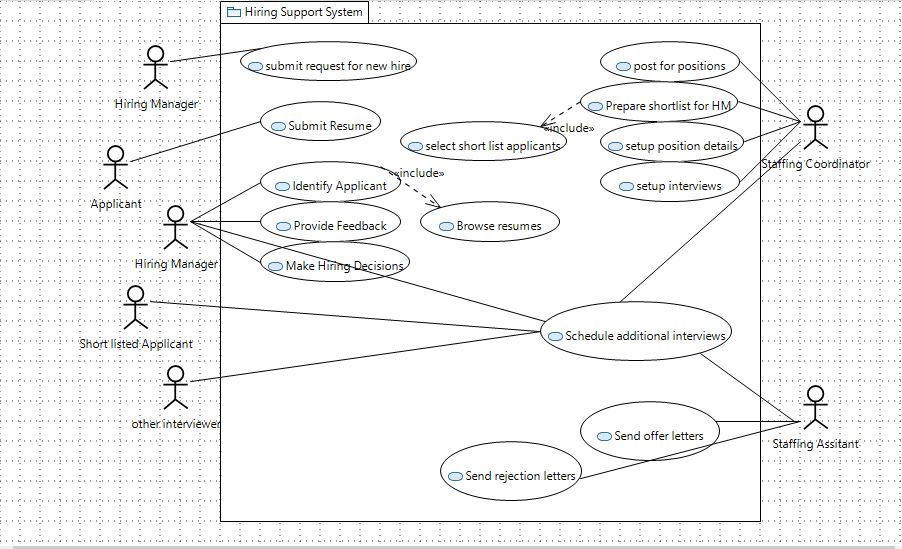 Hiring Support System
submit request for new hire
post for positions
Hiring Manager
Prepare shortlist for HM
Submit Resume
«include»
select short list applicants
setup position details
Staffing Coordinator
«include»
Identify Applicant
setup interviews
Applicant
Provide Feedback
Browse resumes
Hiring Manager
Make Hiring Decisions
Short listed Applicant
Schedule additional interviews
other interviewer
Send offer letters
Staffing Assitant
Send rejection letters